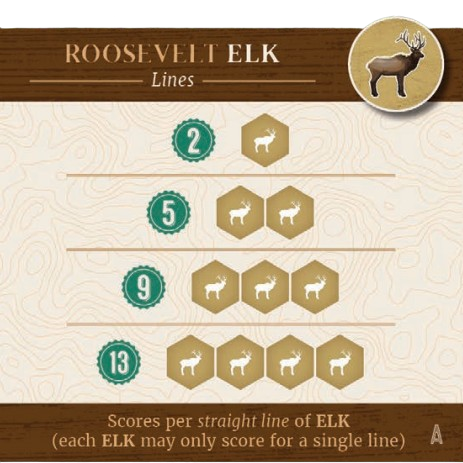 ROOSEVELT ELK
Lines
2
5
9
13
Scores per straight line of ELK
(each ELK may only score for a single line)
A